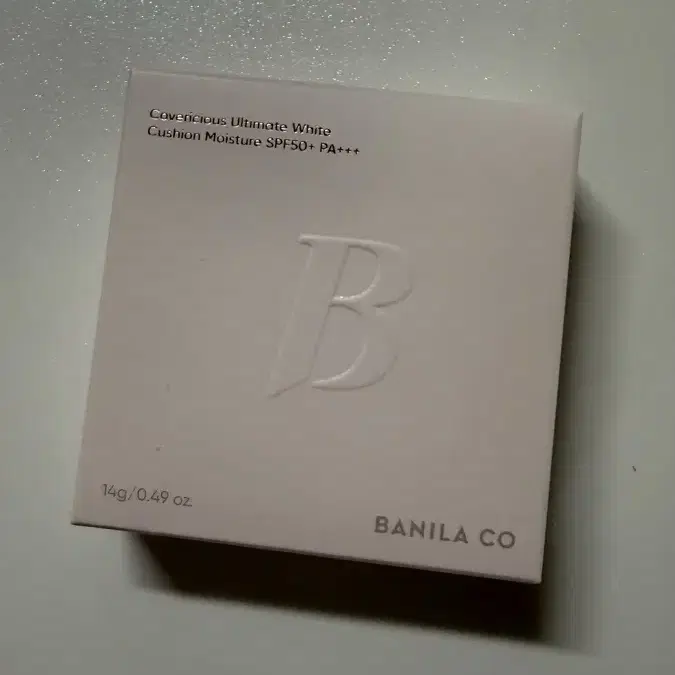 Covericious Ultimate White
Cushion Moisture SPF50+ PA+++
B
14g/0.49 oz.
BANILA CO